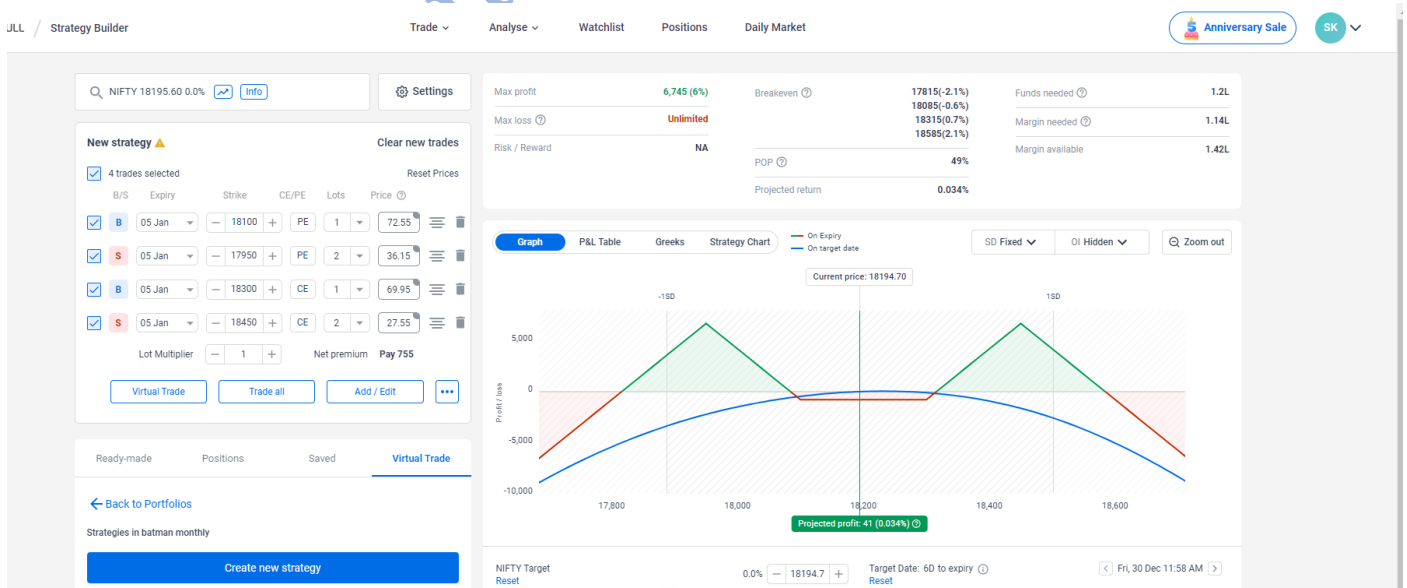 ULL / Strategy Builder Trade Analyse Watchlist Positions Daily Market 5 Anniversary Sale SK
NIFTY 18195.60 0.0% Info Settings
New strategy Clear new trades
4 trades selected Reset Prices
B/S Expiry Strike CE/PE Lots Price
B 05 Jan − 18100 + PE 1 72.55
S 05 Jan − 17950 + PE 2 36.15
B 05 Jan − 18300 + CE 1 69.95
S 05 Jan − 18450 + CE 2 27.55
Lot Multiplier − 1 + Net premium Pay 755
Virtual Trade Trade all Add / Edit
Ready-made Positions Saved Virtual Trade
Back to Portfolios
Strategies in batman monthly
Create new strategy
Max profit 6,745 (6%)
Max loss Unlimited
Risk / Reward NA
Breakeven 17815(-2.1%)
18085(-0.6%)
18315(0.7%)
18585(2.1%)
POP 49%
Projected return 0.034%
Funds needed 1.2L
Margin needed 1.14L
Margin available 1.42L
Graph P&L Table Greeks Strategy Chart
On Expiry
On target date
SD Fixed OI Hidden Zoom out
Current price: 18194.70
-1SD 1SD
Profit / loss
5,000
0
-5,000
-10,000
17,800 18,000 18,200 18,400 18,600
Projected profit: 41 (0.034%)
NIFTY Target 0.0% − 18194.7 + Target Date: 6D to expiry Fri, 30 Dec 11:58 AM
Reset Reset